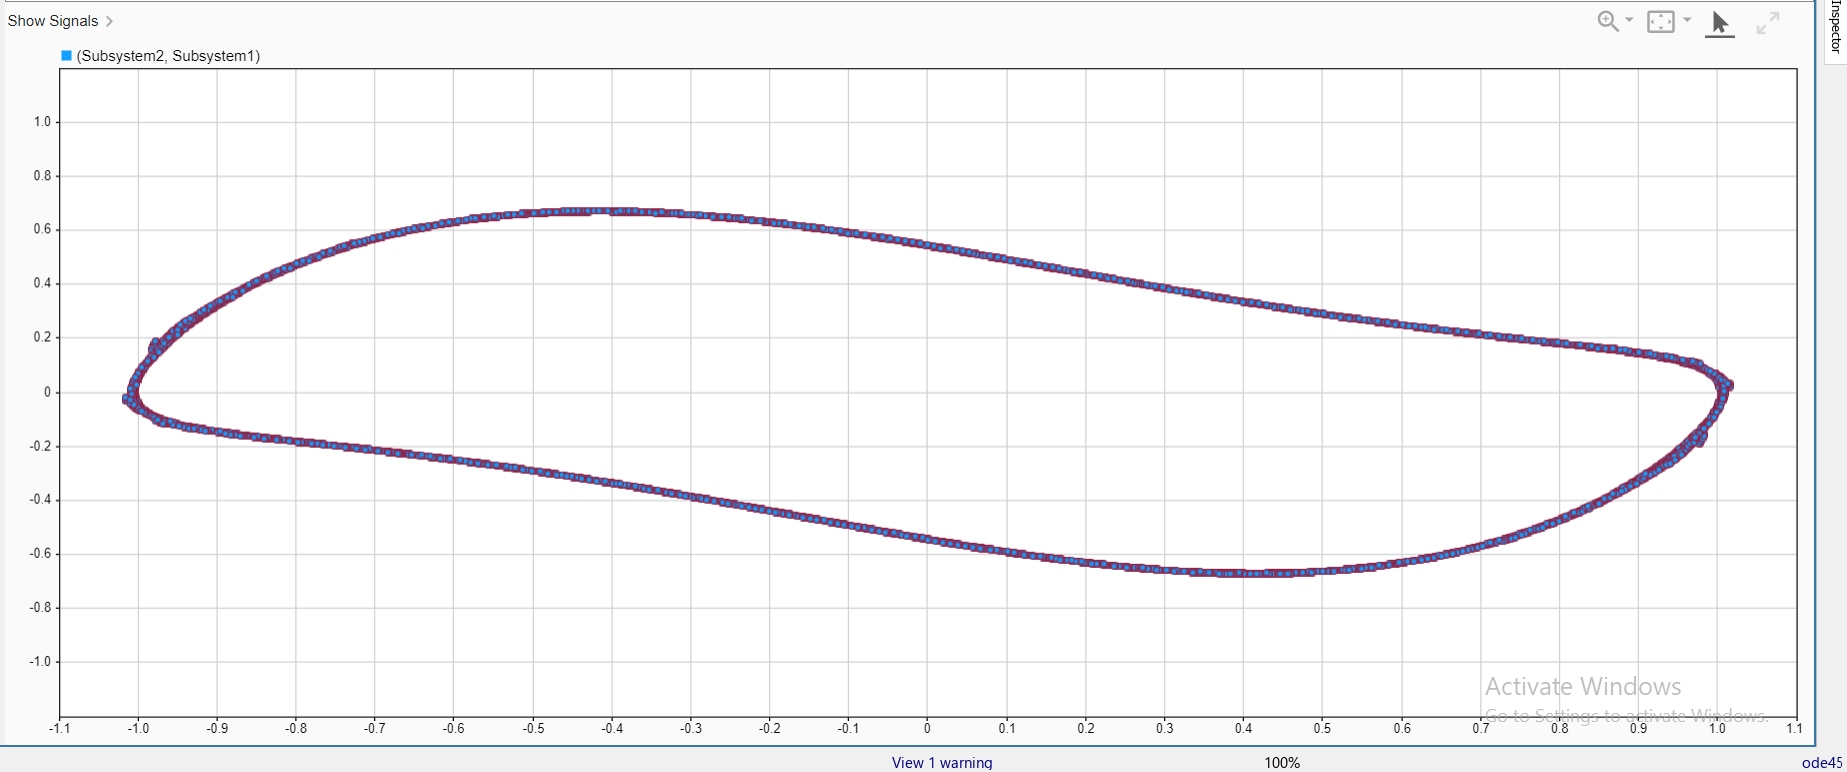 Show Signals
Inspector
(Subsystem2, Subsystem1)
1.0
0.8
0.6
0.4
0.2
0
-0.2
-0.4
-0.6
-0.8
-1.0
-1.1 -1.0 -0.9 -0.8 -0.7 -0.6 -0.5 -0.4 -0.3 -0.2 -0.1 0 0.1 0.2 0.3 0.4 0.5 0.6 0.7 0.8 0.9 1.0 1.1
Activate Windows
Go to Settings to activate Windows.
View 1 warning 100% ode45